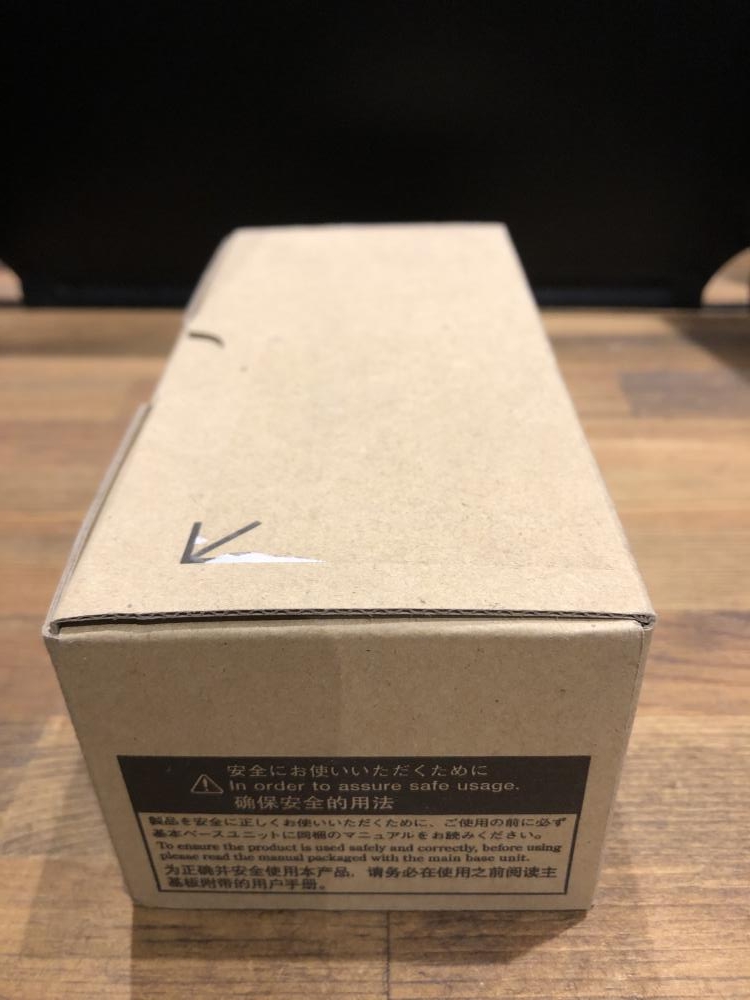 安全にお使いいただくために
In order to assure safe usage.
确保安全的用法
製品を安全に正しくお使いいただくために、ご使用の前に必ず
基本ベースユニットに同梱のマニュアルをお読みください。
To ensure the product is used safely and correctly, before using
please read the manual packaged with the main base unit.
为正确并安全使用本产品，请务必在使用之前阅读主
基板附带的用户手册。